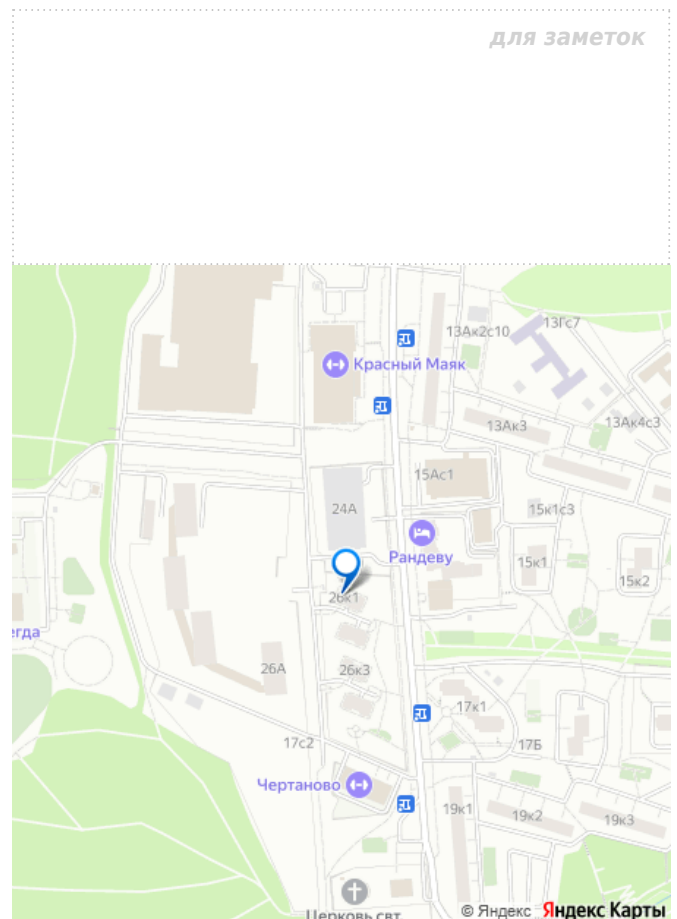 для заметок
13Ак2с10
13Гс7
Красный Маяк
13Ак3
13Ак4с3
15Ас1
24А
15к1с3
Рандеву
15к1
15к2
26к1
егда
26А
26к3
17к1
17с2
17Б
Чертаново
19к1
19к2
19к3
Церковь свт.
© Яндекс Яндекс Карты